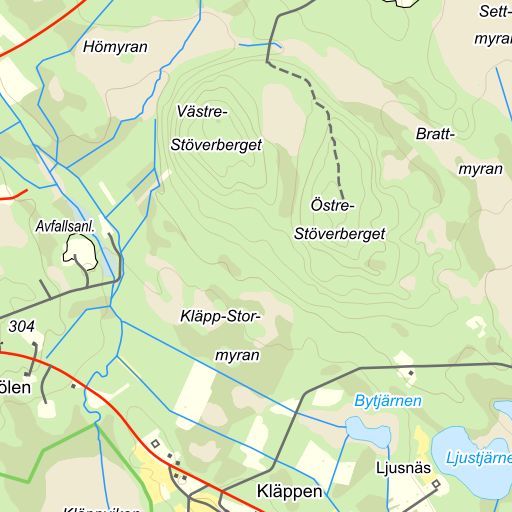 Sett-
myran
Hömyran
Västre-
Stöverberget
Bratt-
myran
Östre-
Stöverberget
Avfallsanl.
304
Kläpp-Stor-
myran
ölen
Bytjärnen
Ljusnäs
Ljustjärne
Kläppen
Kläppviken